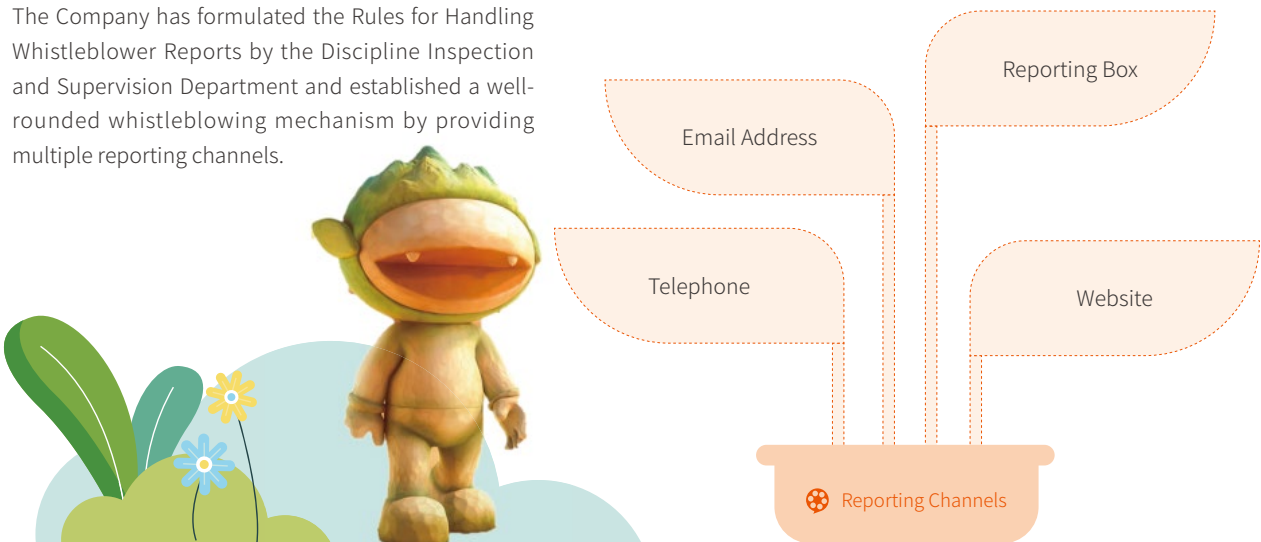 The Company has formulated the Rules for Handling
Whistleblower Reports by the Discipline Inspection
and Supervision Department and established a well-
rounded whistleblowing mechanism by providing
multiple reporting channels.
Reporting Box
Email Address
Telephone
Website
Reporting Channels